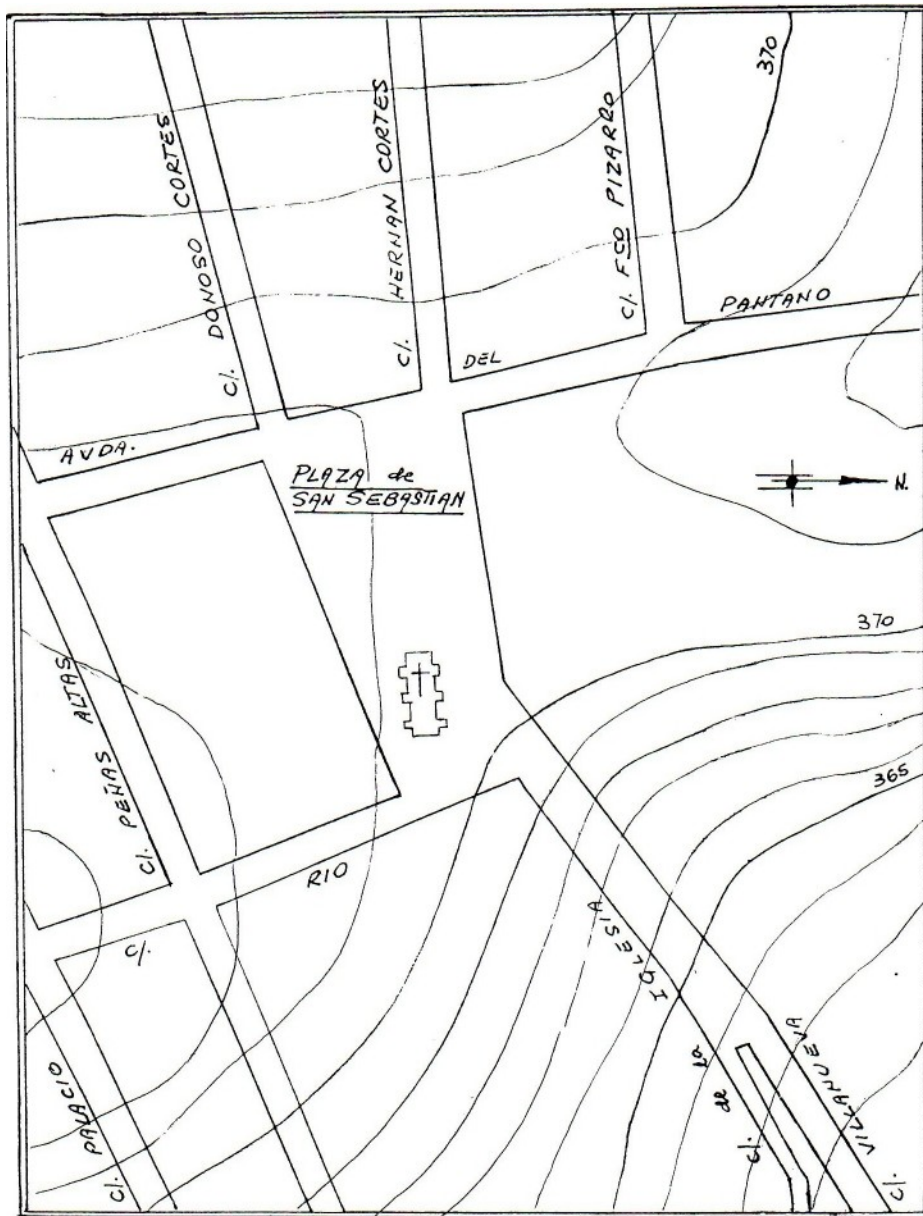 370
C/. DONOSO CORTES
C/. HERNAN CORTES
C/. FCO PIZARRO
AVDA. DEL PANTANO
PLAZA de
SAN SEBASTIAN
N.
370
365
C/. PEÑAS ALTAS
C/. RIO
C/. de la IGLESIA
C/. VILLANUEVA
C/. PALACIO